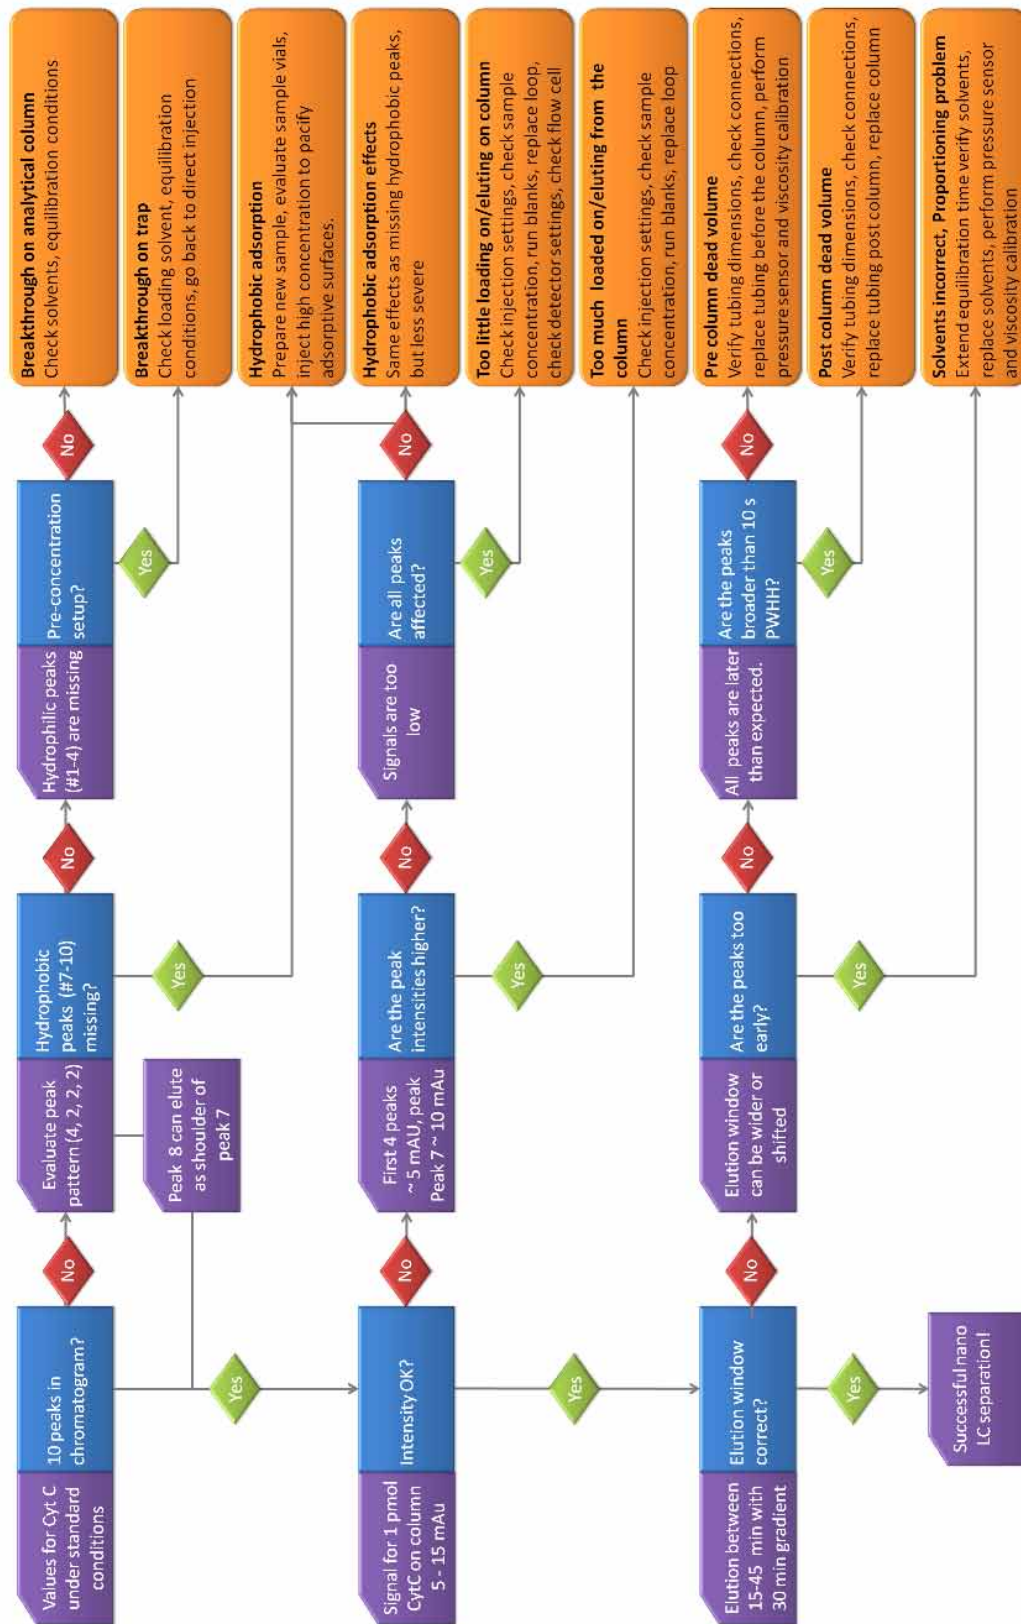 Values for Cyt C
under standard
conditions
10 peaks in
chromatogram?
No
Evaluate peak
pattern (4, 2, 2, 2)
Hydrophobic
peaks (#7-10)
missing?
No
Hydrophilic peaks
(#1-4) are missing
Pre-concentration
setup?
No
Breakthrough on analytical column
Check solvents, equilibration conditions
Yes
Breakthrough on trap
Check loading solvent, equilibration
conditions, go back to direct injection
Peak 8 can elute
as shoulder of
peak 7
Yes
Yes
Hydrophobic adsorption
Prepare new sample, evaluate sample vials,
inject high concentration to pacify
adsorptive surfaces.
Signal for 1 pmol
CytC on column
5 - 15 mAu
Intensity OK?
No
First 4 peaks
~ 5 mAU, peak
Peak 7 ~ 10 mAu
Are the peak
intensities higher?
No
Signals are too
low
Are all peaks
affected?
No
Hydrophobic adsorption effects
Same effects as missing hydrophobic peaks,
but less severe
Yes
Too little loading on/eluting on column
Check injection settings, check sample
concentration, run blanks, replace loop,
check detector settings, check flow cell
Yes
Yes
Too much loaded on/eluting from the
column
Check injection settings, check sample
concentration, run blanks, replace loop
Elution between
15-45 min with
30 min gradient
Elution window
correct?
No
Elution window
can be wider or
shifted
Are the peaks too
early?
No
All peaks are later
than expected.
Are the peaks
broader than 10 s
PWHH?
No
Pre column dead volume
Verify tubing dimensions, check connections,
replace tubing before the column, perform
pressure sensor and viscosity calibration
Yes
Post column dead volume
Verify tubing dimensions, check connections,
replace tubing post column, replace column
Yes
Yes
Solvents incorrect, Proportioning problem
Extend equilibration time verify solvents,
replace solvents, perform pressure sensor
and viscosity calibration
Successful nano
LC separation!